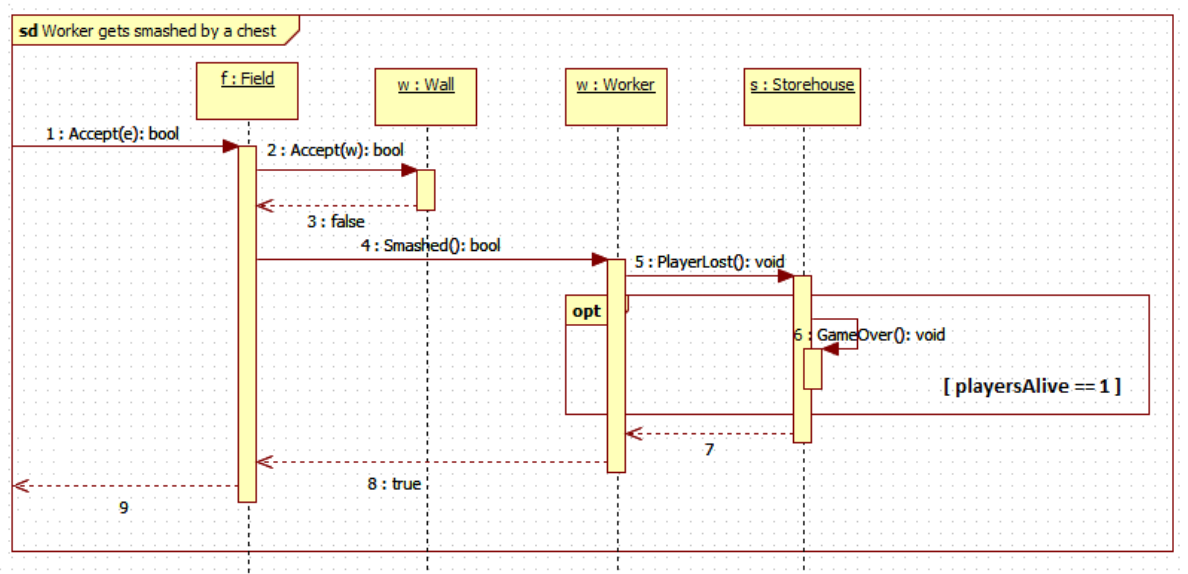 sd Worker gets smashed by a chest
f : Field
w : Wall
w : Worker
s : Storehouse
1 : Accept(e): bool
2 : Accept(w): bool
3 : false
4 : Smashed(): bool
5 : PlayerLost(): void
opt
6 : GameOver(): void
[ playersAlive == 1 ]
7
8 : true
9